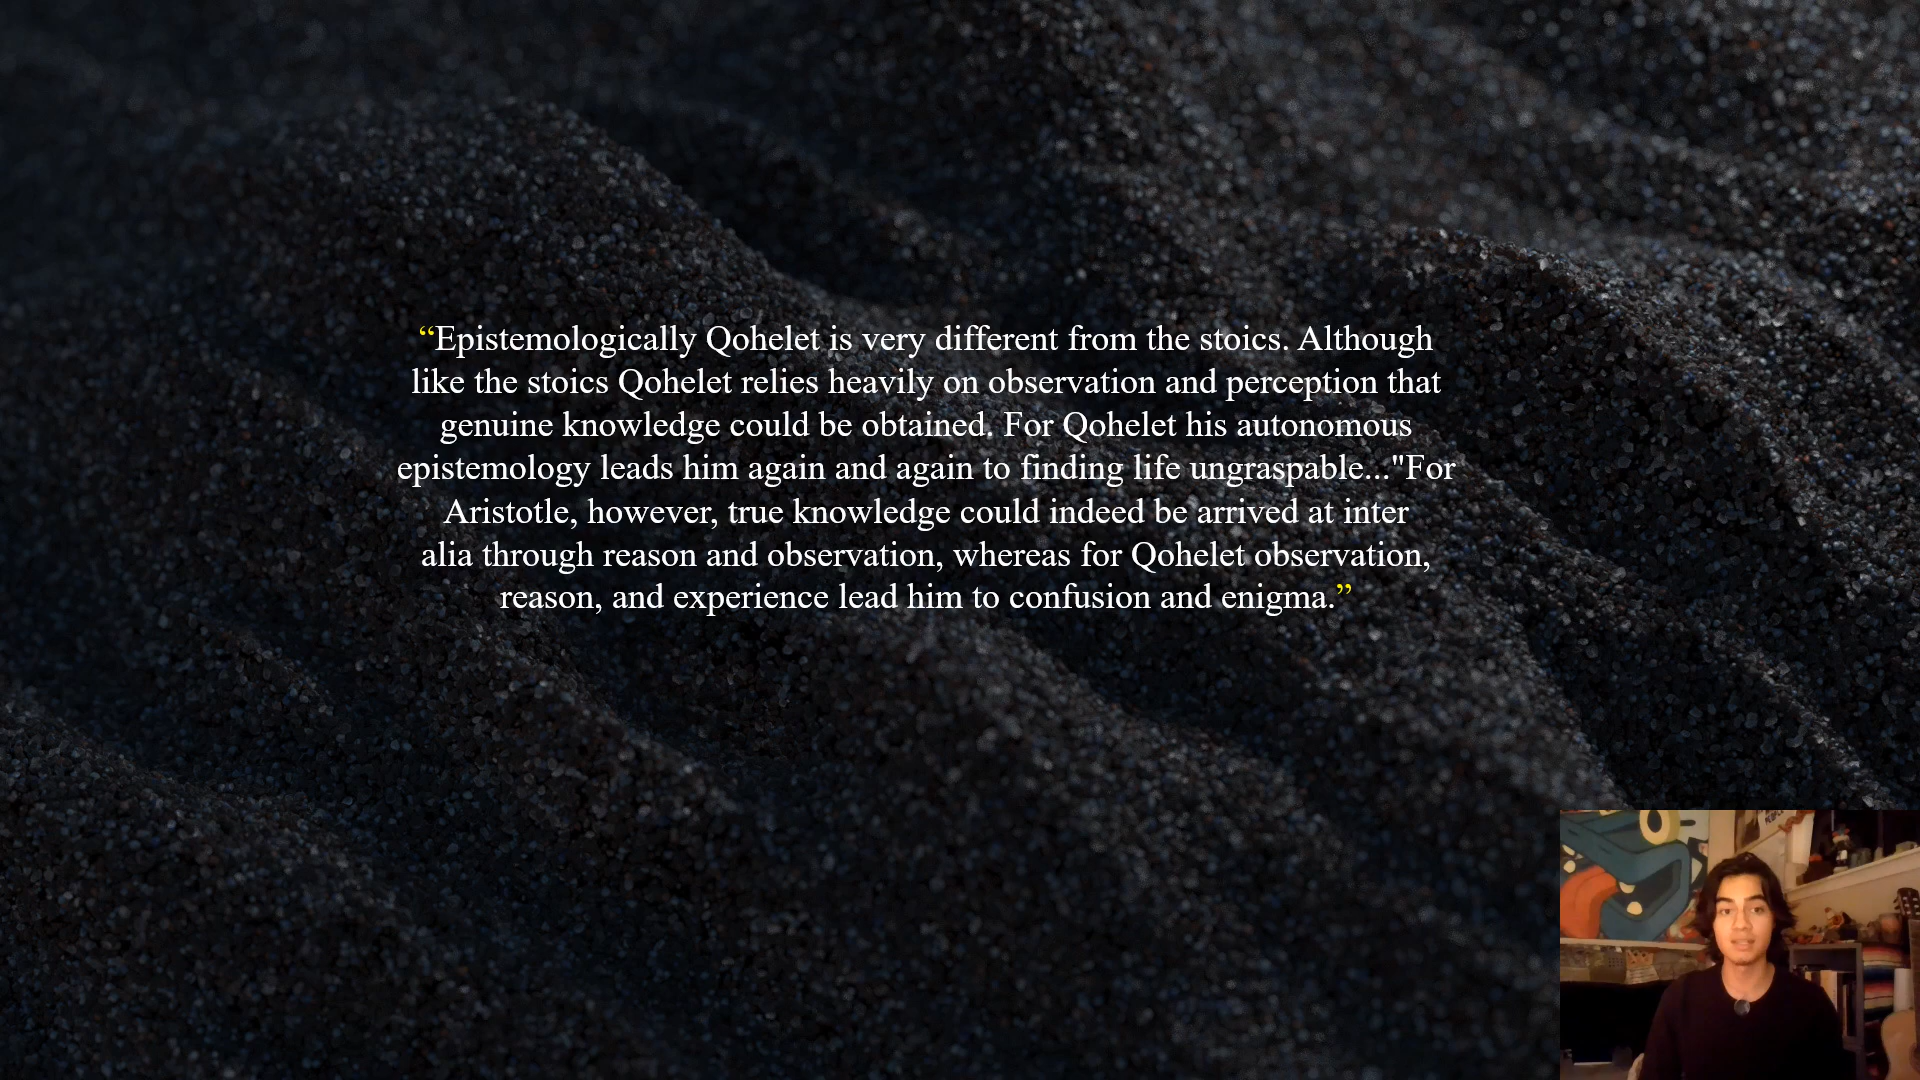 “Epistemologically Qohelet is very different from the stoics. Although
like the stoics Qohelet relies heavily on observation and perception that
genuine knowledge could be obtained. For Qohelet his autonomous
epistemology leads him again and again to finding life ungraspable..."For
Aristotle, however, true knowledge could indeed be arrived at inter
alia through reason and observation, whereas for Qohelet observation,
reason, and experience lead him to confusion and enigma.”